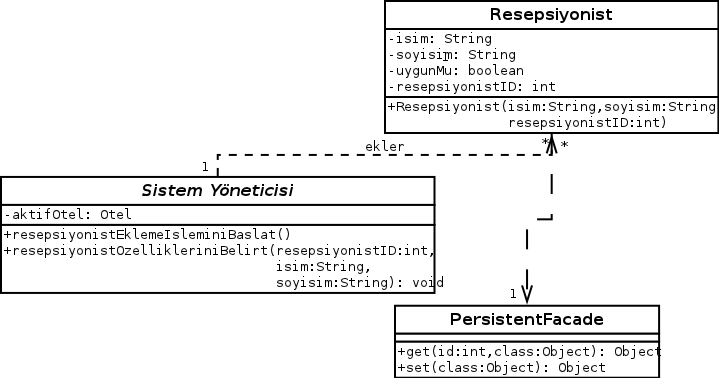 Resepsiyonist
-isim: String
-soyisim: String
-uygunMu: boolean
-resepsiyonistID: int
+Resepsiyonist(isim:String,soyisim:String
resepsiyonistID:int)
* *
ekler
1
Sistem Yöneticisi
-aktifOtel: Otel
+resepsiyonistEklemeIsleminiBaslat()
+resepsiyonistOzellikleriniBelirt(resepsiyonistID:int,
isim:String,
soyisim:String): void
1
PersistentFacade
+get(id:int,class:Object): Object
+set(class:Object): Object